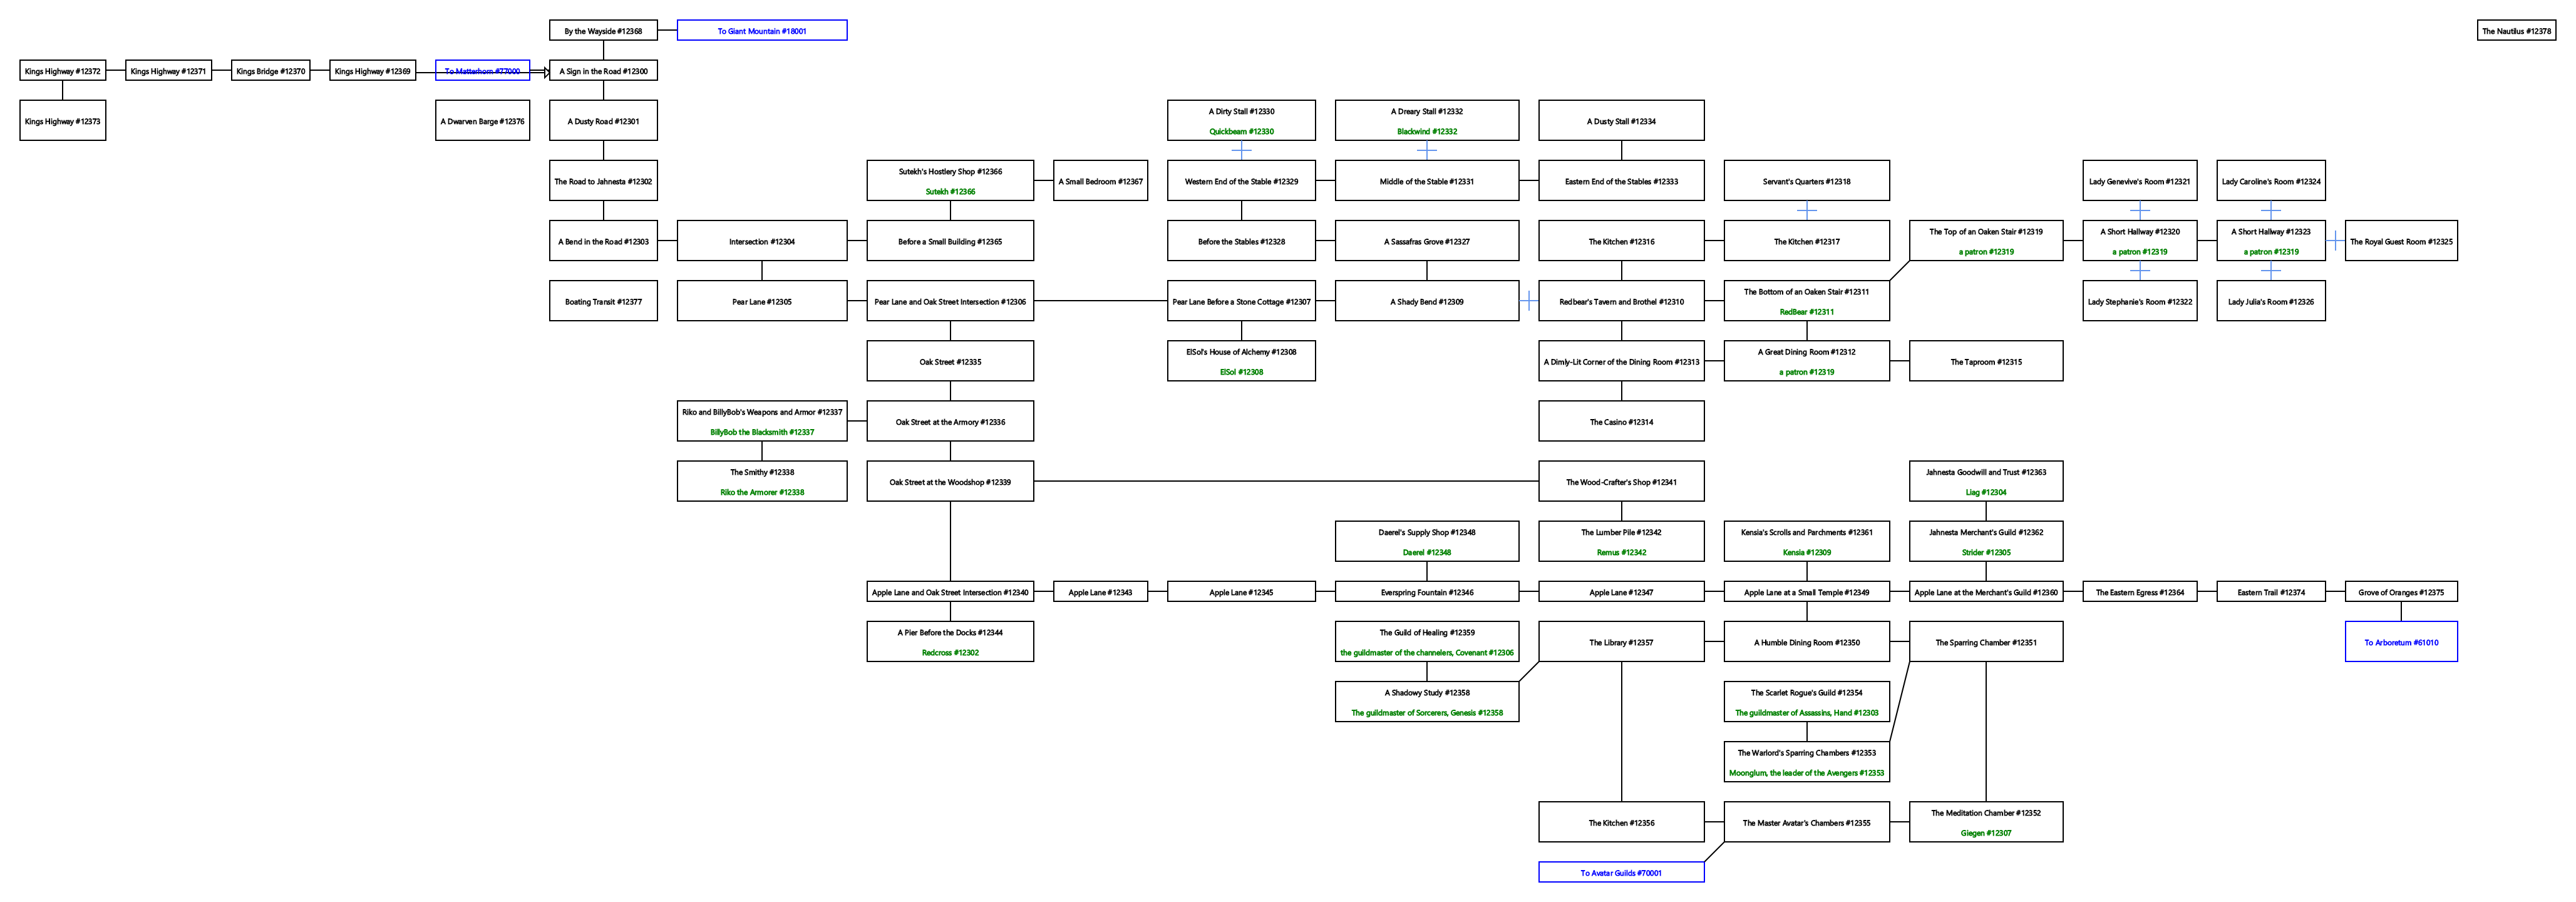 By the Wayside #12368
To Giant Mountain #18001
The Nautilus #12378
Kings Highway #12372
Kings Highway #12371
Kings Bridge #12370
Kings Highway #12369
To Matterhorn #77000
A Sign in the Road #12300
Kings Highway #12373
A Dwarven Barge #12376
A Dusty Road #12301
A Dirty Stall #12330
Quickbeam #12330
A Dreary Stall #12332
Blackwind #12332
A Dusty Stall #12334
The Road to Jahnesta #12302
Sutekh's Hostlery Shop #12366
Sutekh #12366
A Small Bedroom #12367
Western End of the Stable #12329
Middle of the Stable #12331
Eastern End of the Stables #12333
Servant's Quarters #12318
Lady Genevive's Room #12321
Lady Caroline's Room #12324
A Bend in the Road #12303
Intersection #12304
Before a Small Building #12365
Before the Stables #12328
A Sassafras Grove #12327
The Kitchen #12316
The Kitchen #12317
The Top of an Oaken Stair #12319
a patron #12319
A Short Hallway #12320
a patron #12319
A Short Hallway #12323
a patron #12319
The Royal Guest Room #12325
Boating Transit #12377
Pear Lane #12305
Pear Lane and Oak Street Intersection #12306
Pear Lane Before a Stone Cottage #12307
A Shady Bend #12309
Redbear's Tavern and Brothel #12310
The Bottom of an Oaken Stair #12311
RedBear #12311
Lady Stephanie's Room #12322
Lady Julia's Room #12326
Oak Street #12335
ElSol's House of Alchemy #12308
ElSol #12308
A Dimly-Lit Corner of the Dining Room #12313
A Great Dining Room #12312
a patron #12319
The Taproom #12315
Riko and BillyBob's Weapons and Armor #12337
BillyBob the Blacksmith #12337
Oak Street at the Armory #12336
The Casino #12314
The Smithy #12338
Riko the Armorer #12338
Oak Street at the Woodshop #12339
The Wood-Crafter's Shop #12341
Jahnesta Goodwill and Trust #12363
Liag #12304
Daerel's Supply Shop #12348
Daerel #12348
The Lumber Pile #12342
Remus #12342
Kensia's Scrolls and Parchments #12361
Kensia #12309
Jahnesta Merchant's Guild #12362
Strider #12305
Apple Lane and Oak Street Intersection #12340
Apple Lane #12343
Apple Lane #12345
Everspring Fountain #12346
Apple Lane #12347
Apple Lane at a Small Temple #12349
Apple Lane at the Merchant's Guild #12360
The Eastern Egress #12364
Eastern Trail #12374
Grove of Oranges #12375
A Pier Before the Docks #12344
Redcross #12302
The Guild of Healing #12359
the guildmaster of the channelers, Covenant #12306
The Library #12357
A Humble Dining Room #12350
The Sparring Chamber #12351
To Arboretum #61010
A Shadowy Study #12358
The guildmaster of Sorcerers, Genesis #12358
The Scarlet Rogue's Guild #12354
The guildmaster of Assassins, Hand #12303
The Warlord's Sparring Chambers #12353
Moonglum, the leader of the Avengers #12353
The Kitchen #12356
The Master Avatar's Chambers #12355
The Meditation Chamber #12352
Giegen #12307
To Avatar Guilds #70001